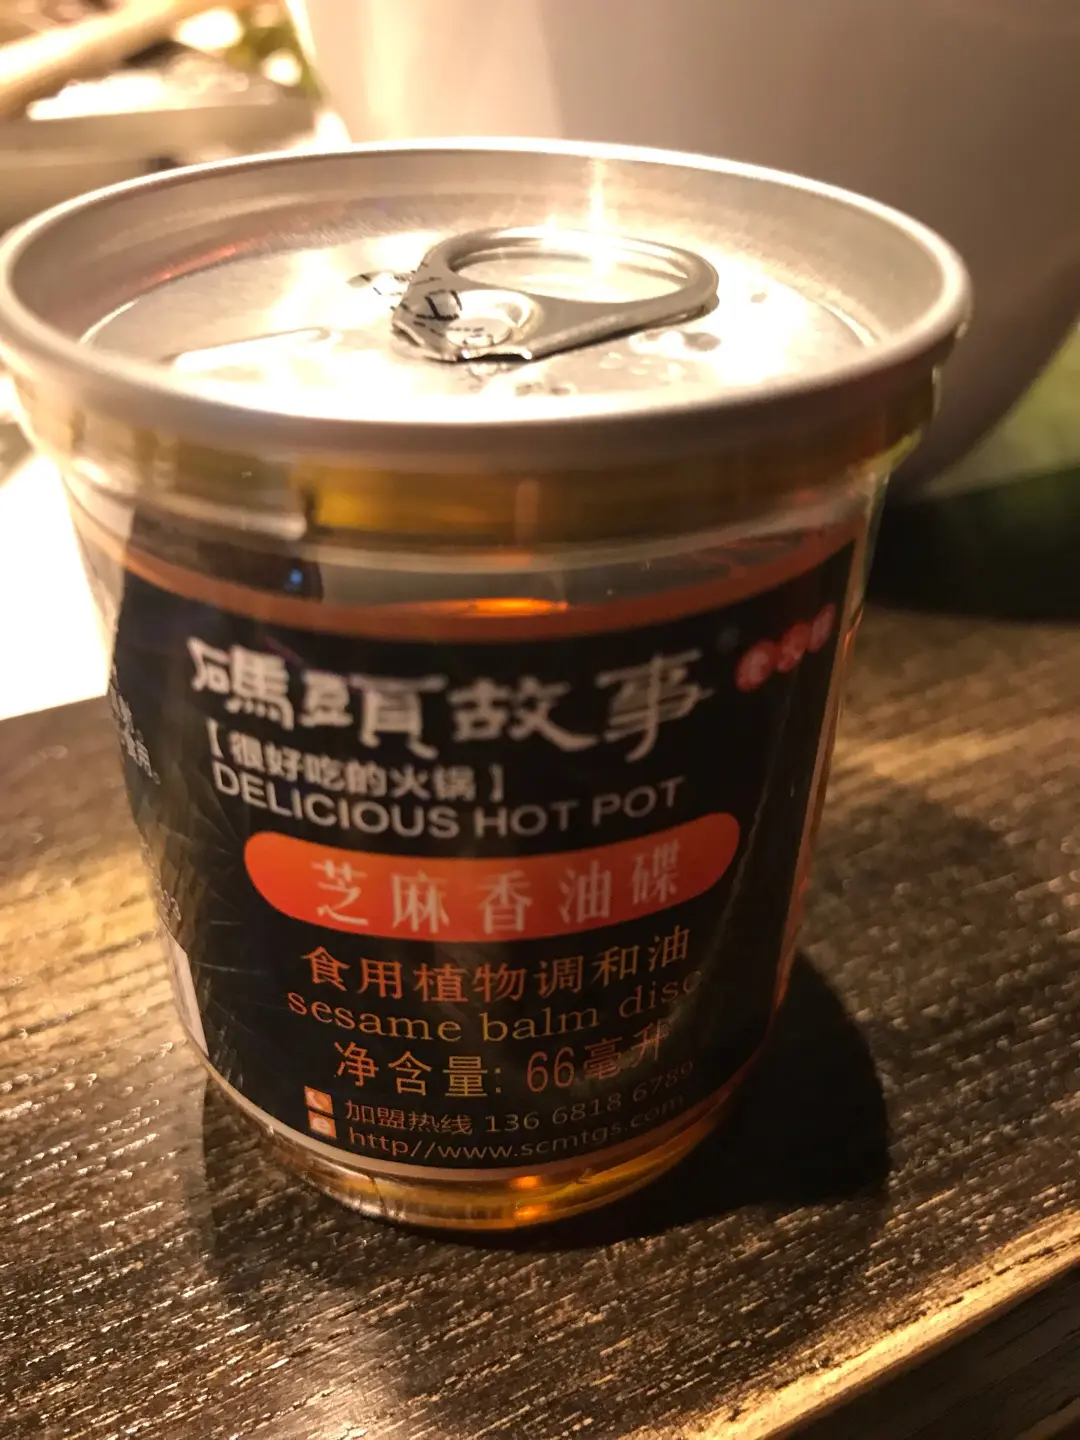 碼頭故事
【很好吃的火锅】
DELICIOUS HOT POT
芝麻香油碟
食用植物调和油
sesame balm disc
净含量: 66毫升
加盟热线 136 6818 6789
http//www.scmtgs.com